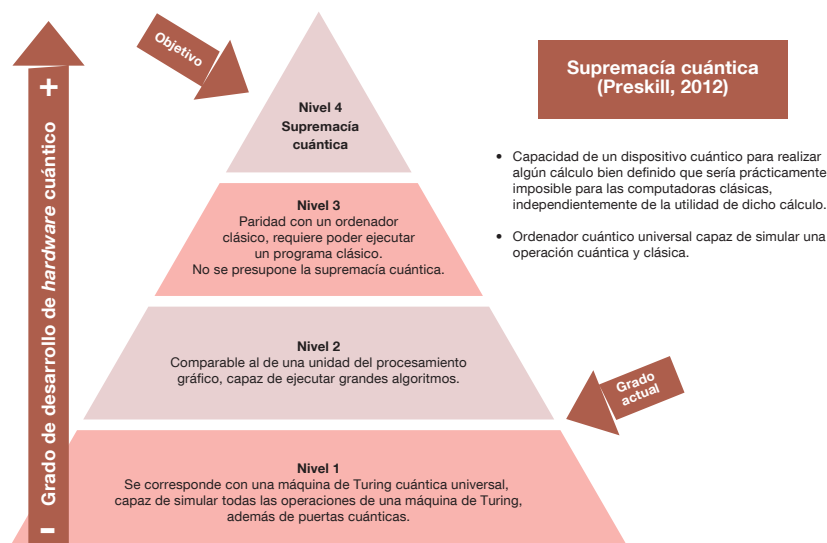 Objetivo
+
Grado de desarrollo de hardware cuántico
-
Nivel 4
Supremacía
cuántica
Nivel 3
Paridad con un ordenador
clásico, requiere poder ejecutar
un programa clásico.
No se presupone la supremacía cuántica.
Nivel 2
Comparable al de una unidad del procesamiento
gráfico, capaz de ejecutar grandes algoritmos.
Grado
actual
Nivel 1
Se corresponde con una máquina de Turing cuántica universal,
capaz de simular todas las operaciones de una máquina de Turing,
además de puertas cuánticas.
Supremacía cuántica
(Preskill, 2012)
• Capacidad de un dispositivo cuántico para realizar
algún cálculo bien definido que sería prácticamente
imposible para las computadoras clásicas,
independientemente de la utilidad de dicho cálculo.
• Ordenador cuántico universal capaz de simular una
operación cuántica y clásica.